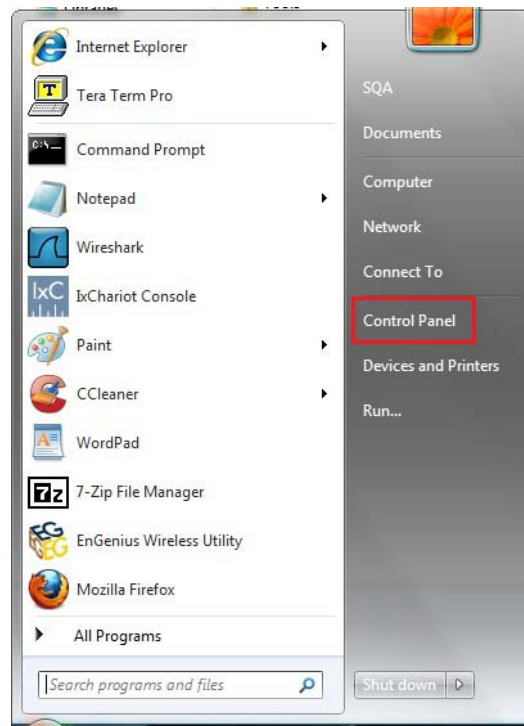 Internet Explorer
Tera Term Pro
Command Prompt
Notepad
Wireshark
IxC
IxChariot Console
Paint
CCleaner
WordPad
7z
7-Zip File Manager
EnGenius Wireless Utility
Mozilla Firefox
All Programs
Search programs and files
SQA
Documents
Computer
Network
Connect To
Control Panel
Devices and Printers
Run...
Shut down